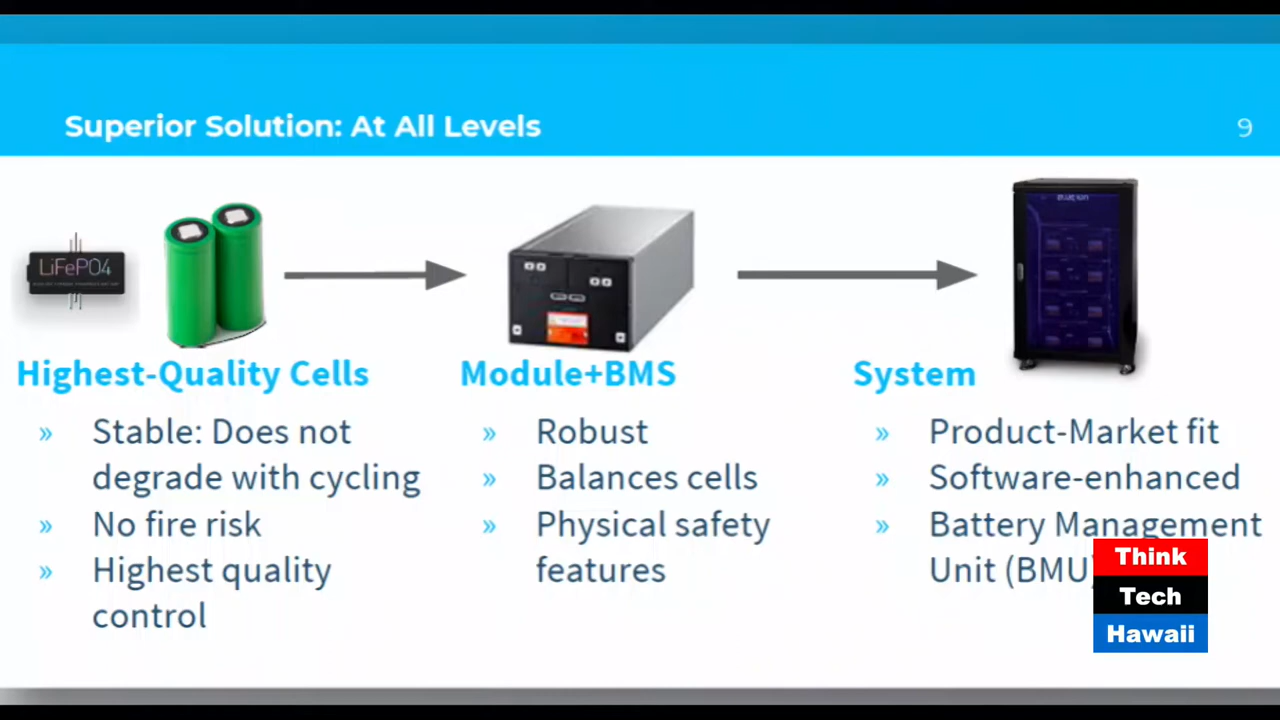 Superior Solution: At All Levels
9
LiFePO4
Highest-Quality Cells
» Stable: Does not
degrade with cycling
» No fire risk
» Highest quality
control
Module+BMS
» Robust
» Balances cells
» Physical safety
features
System
» Product-Market fit
» Software-enhanced
» Battery Management
Unit (BMU)
Think
Tech
Hawaii